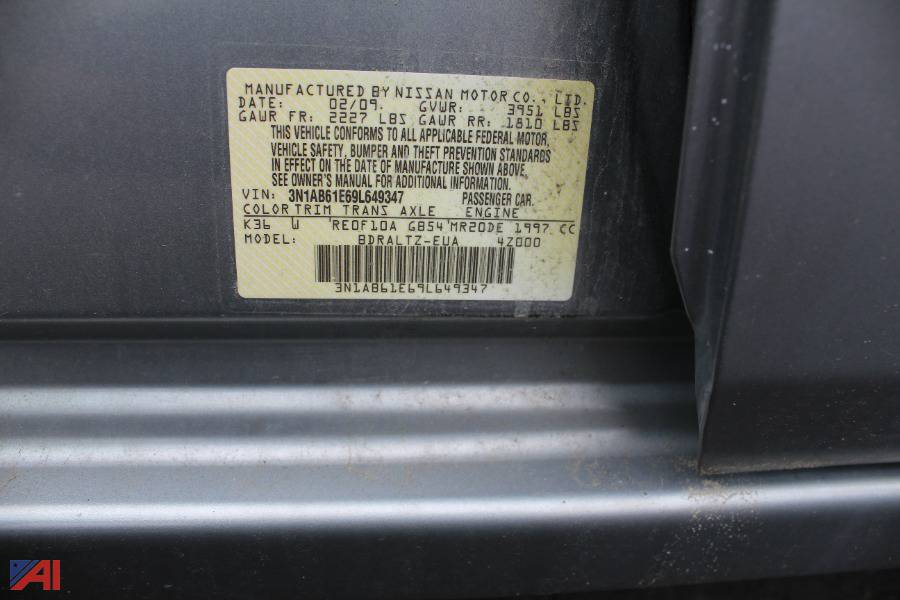 MANUFACTURED BY NISSAN MOTOR CO., LTD.
DATE: 02/09. GVWR: 3951 LBS
GAWR FR: 2227 LBS GAWR RR: 1810 LBS
THIS VEHICLE CONFORMS TO ALL APPLICABLE FEDERAL MOTOR
VEHICLE SAFETY, BUMPER AND THEFT PREVENTION STANDARDS
IN EFFECT ON THE DATE OF MANUFACTURE SHOWN ABOVE.
SEE OWNER'S MANUAL FOR ADDITIONAL INFORMATION.
VIN: 3N1AB61E69L649347 PASSENGER CAR.
COLOR TRIM TRANS AXLE ENGINE
K36 W RE0F10A GB54 MR20DE 1997 CC
MODEL: BDRALTZ-EUA 4Z000
3N1AB61E69L649347
AI